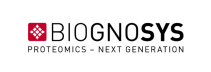 BIOGNOSYS
PROTEOMICS – NEXT GENERATION